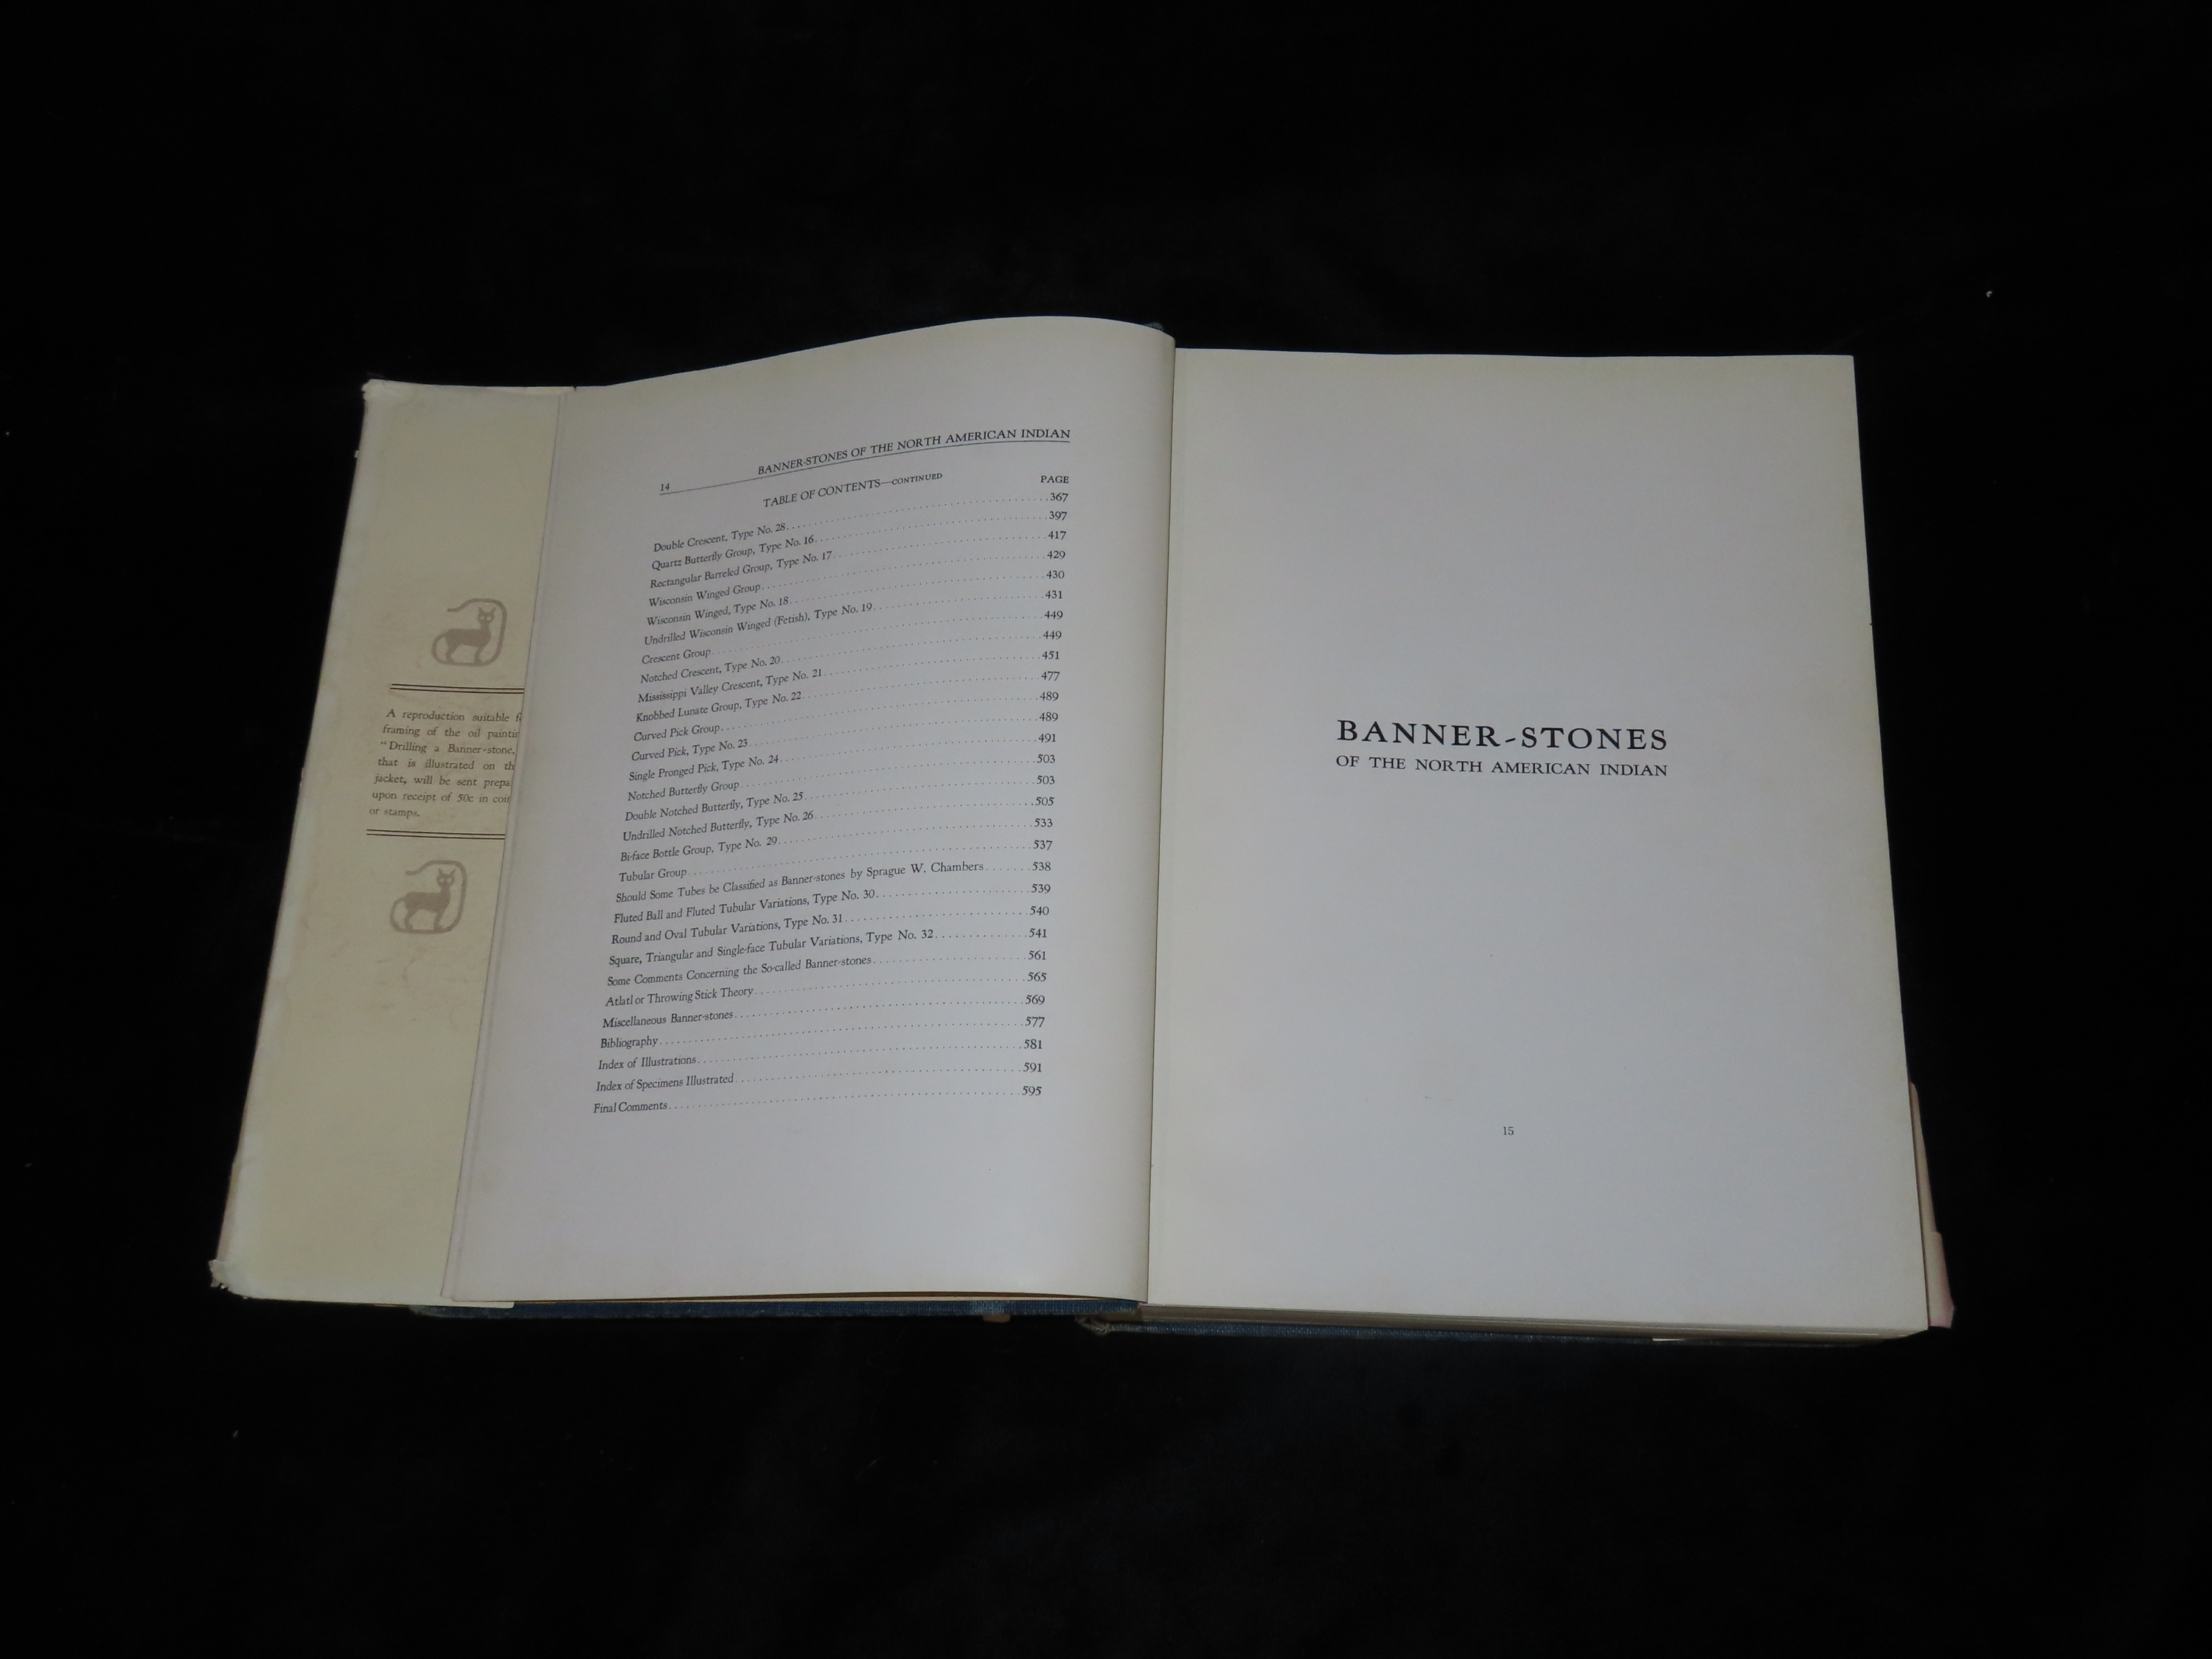 A reproduction suitable f
framing of the oil paintin
"Drilling a Banner-stone,
that is illustrated on th
jacket, will be sent prepa
upon receipt of 50c in coin
or stamps.
14 BANNER-STONES OF THE NORTH AMERICAN INDIAN
TABLE OF CONTENTS—CONTINUED
PAGE
Double Crescent, Type No. 28 367
Quartz Butterfly Group, Type No. 16 397
Rectangular Barreled Group, Type No. 17 417
Wisconsin Winged Group 429
Wisconsin Winged, Type No. 18 430
Undrilled Wisconsin Winged (Fetish), Type No. 19 431
Crescent Group 449
Notched Crescent, Type No. 20 449
Mississippi Valley Crescent, Type No. 21 451
Knobbed Lunate Group, Type No. 22 477
Curved Pick Group 489
Curved Pick, Type No. 23 489
Single Pronged Pick, Type No. 24 491
Notched Butterfly Group 503
Double Notched Butterfly, Type No. 25 503
Undrilled Notched Butterfly, Type No. 26 505
Bi-face Bottle Group, Type No. 29 533
Tubular Group 537
Should Some Tubes be Classified as Banner-stones by Sprague W. Chambers 538
Fluted Ball and Fluted Tubular Variations, Type No. 30 539
Round and Oval Tubular Variations, Type No. 31 540
Square, Triangular and Single-face Tubular Variations, Type No. 32 541
Some Comments Concerning the So-called Banner-stones 561
Atlatl or Throwing Stick Theory 565
Miscellaneous Banner-stones 569
Bibliography 577
Index of Illustrations 581
Index of Specimens Illustrated 591
Final Comments 595
BANNER-STONES
OF THE NORTH AMERICAN INDIAN
15